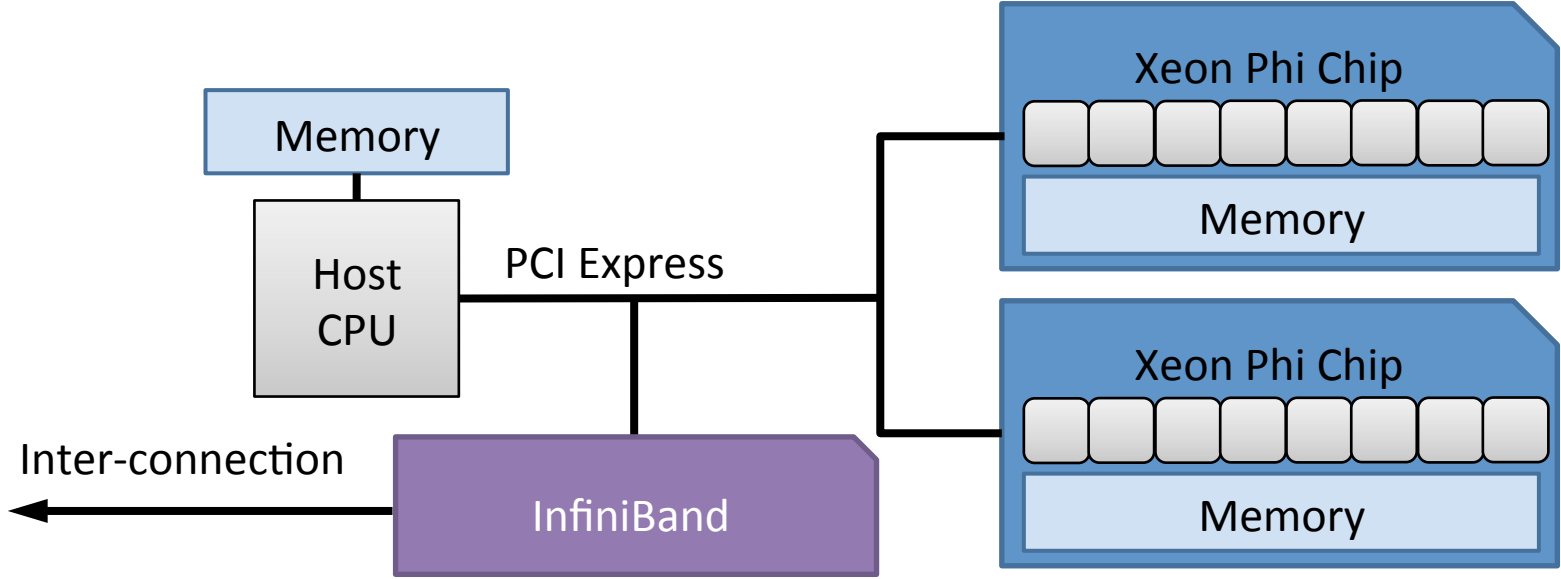 Memory
Host
CPU
PCI Express
Inter-connection
InfiniBand
Xeon Phi Chip
Memory
Xeon Phi Chip
Memory